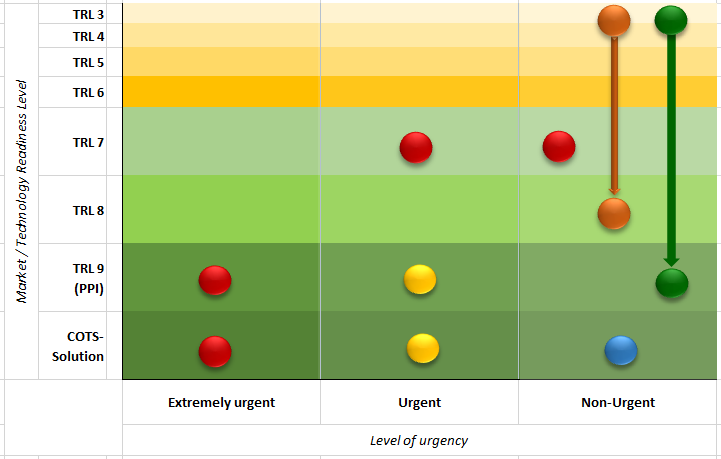 Market / Technology Readiness Level
TRL 3
TRL 4
TRL 5
TRL 6
TRL 7
TRL 8
TRL 9
(PPI)
COTS-
Solution
Extremely urgent
Urgent
Non-Urgent
Level of urgency